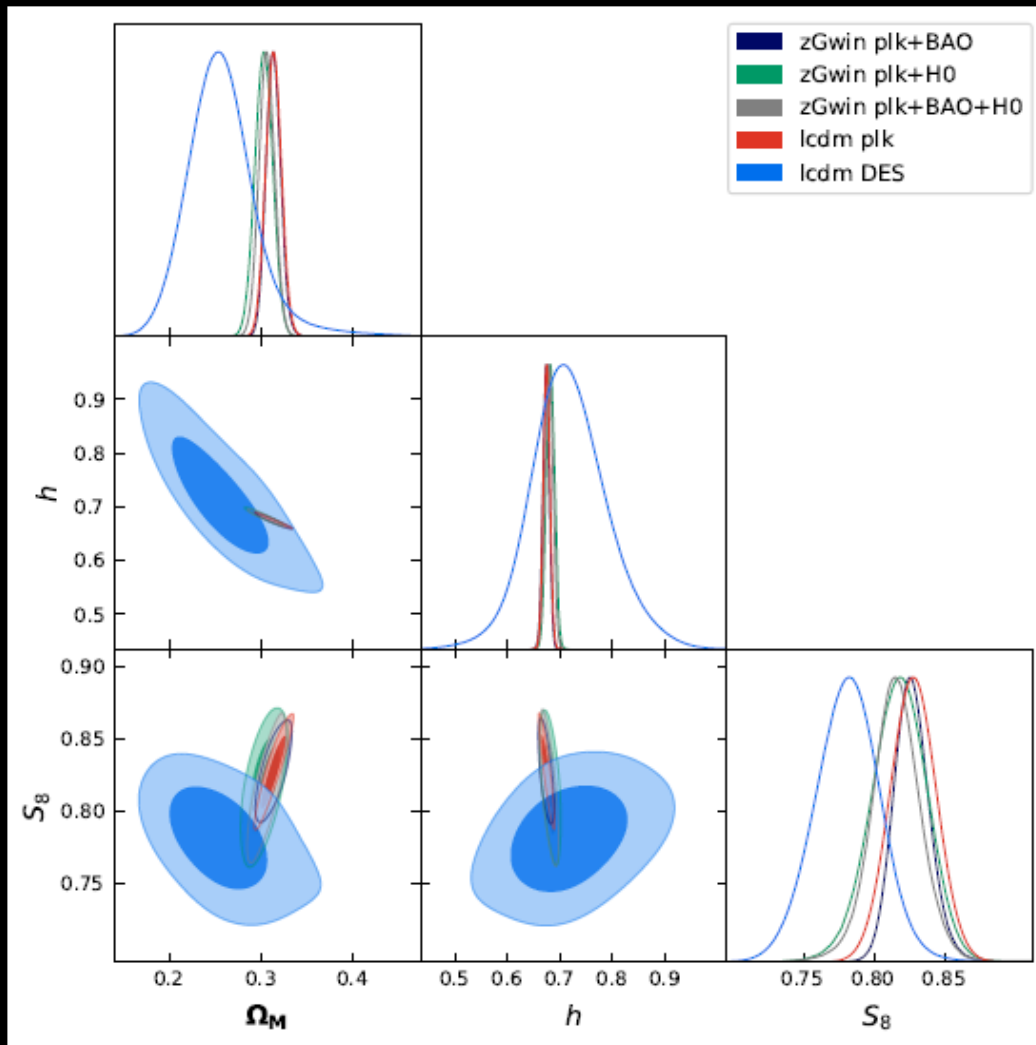 zGwin plk+BAO
zGwin plk+H0
zGwin plk+BAO+H0
lcdm plk
lcdm DES
h
0.9
0.8
0.7
0.6
0.5
S₈
0.90
0.85
0.80
0.75
0.2 0.3 0.4
0.5 0.6 0.7 0.8 0.9
0.75 0.80 0.85
Ω_M
h
S₈